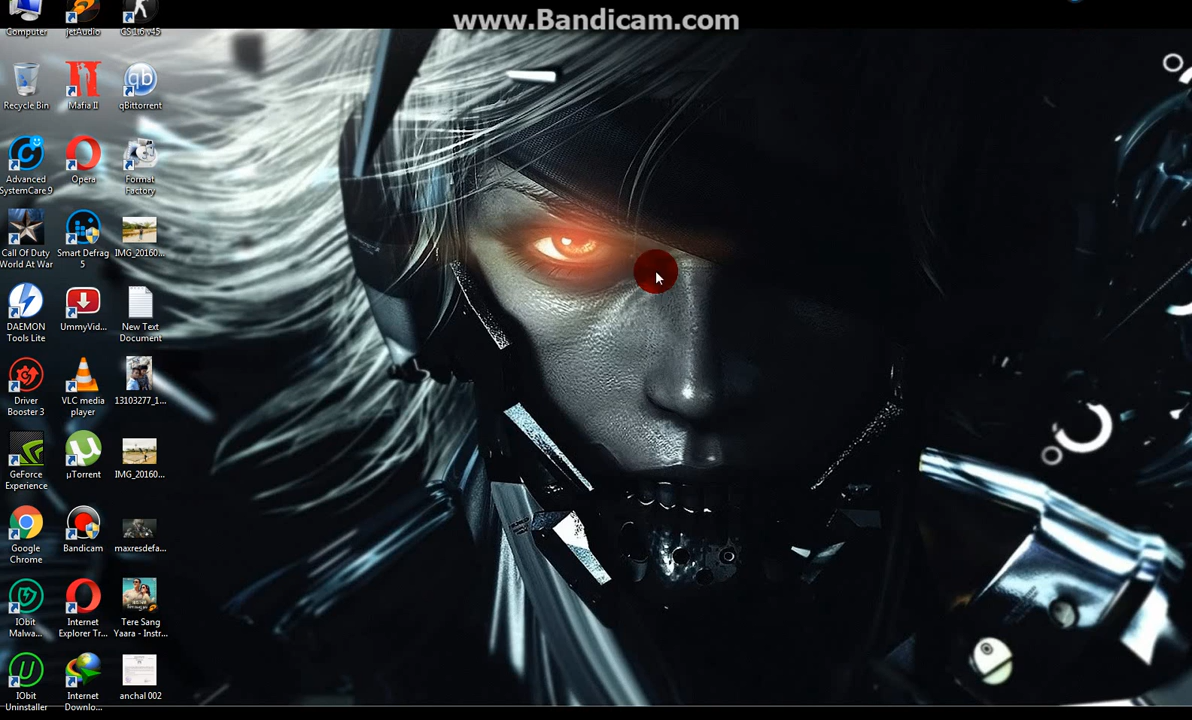 www.Bandicam.com
Computer
jetAudio
CS 1.6 v45
Recycle Bin
Mafia II
qBittorrent
Advanced
SystemCare 9
Opera
Format
Factory
Call Of Duty
World At War
Smart Defrag
5
IMG_20160...
DAEMON
Tools Lite
UmmyVid...
New Text
Document
Driver
Booster 3
VLC media
player
13103277_1...
GeForce
Experience
µTorrent
IMG_20160...
Google
Chrome
Bandicam
maxresdefa...
IObit
Malwa...
Internet
Explorer Tr...
Tere Sang
Yaara - Instr...
IObit
Uninstaller
Internet
Downlo...
anchal 002